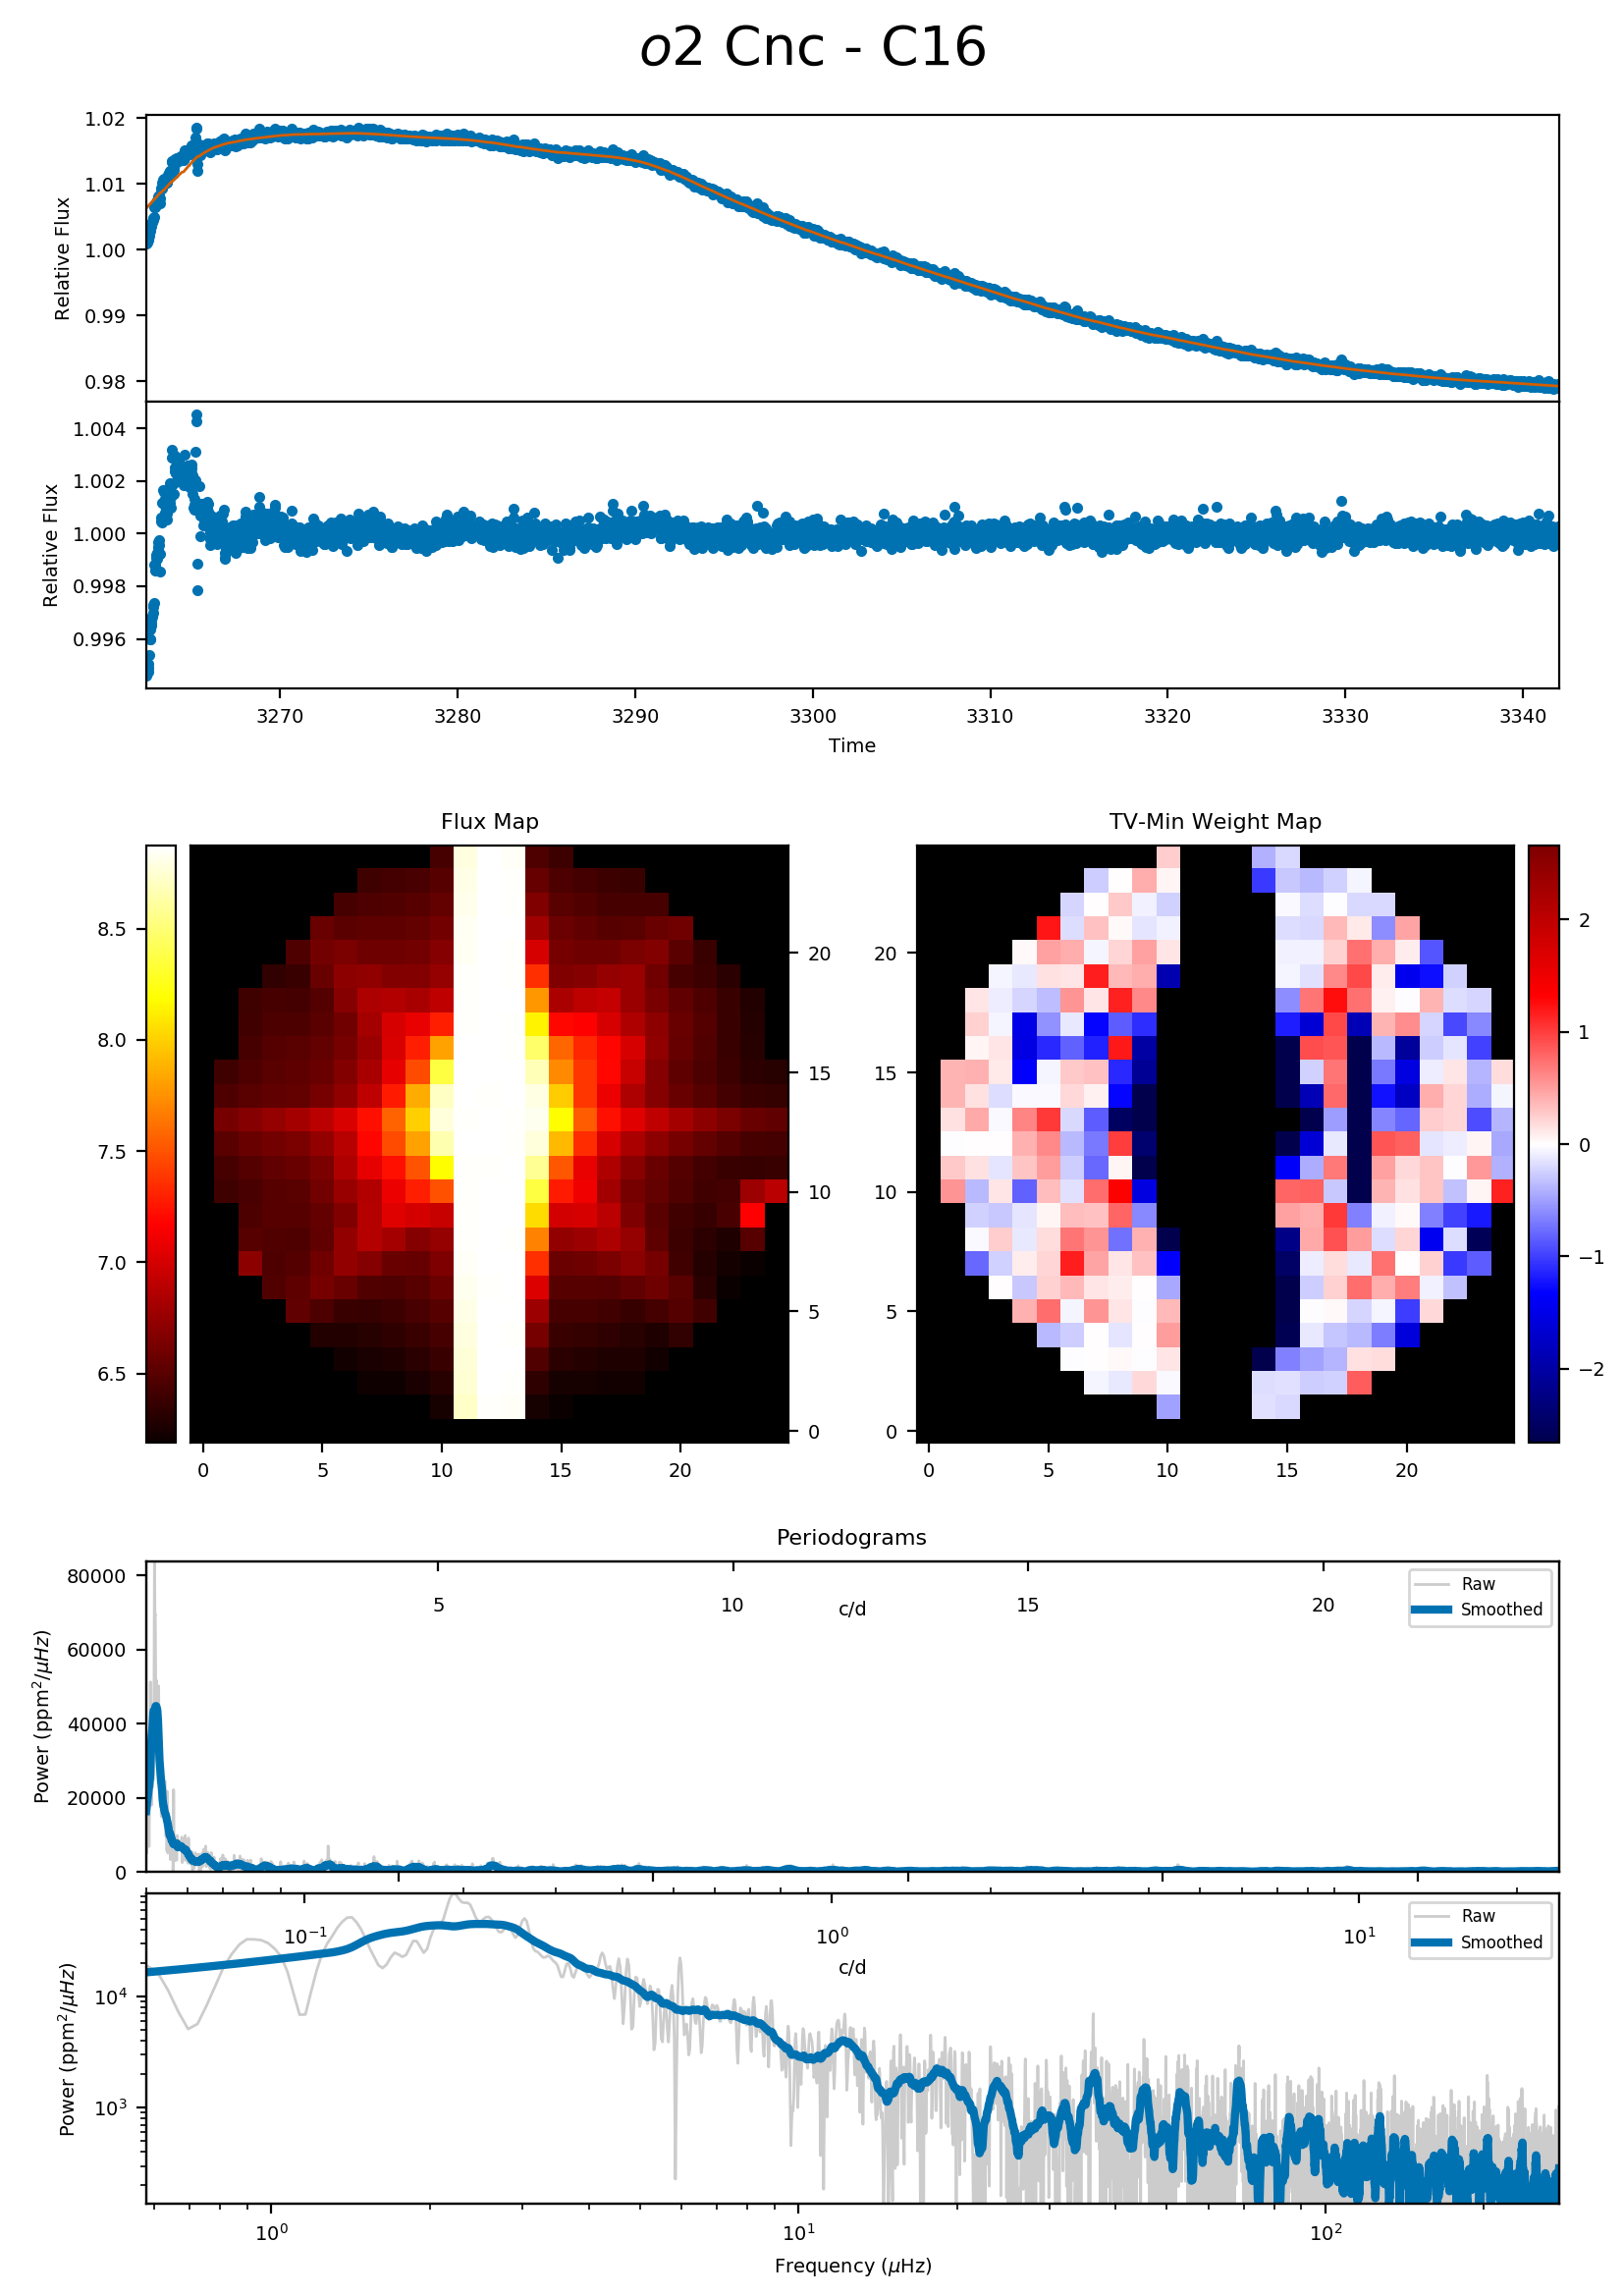 o2 Cnc - C16
1.02
1.01
1.00
0.99
0.98
Relative Flux
1.004
1.002
1.000
0.998
0.996
Relative Flux
3270 3280 3290 3300 3310 3320 3330 3340
Time
Flux Map
8.5
8.0
7.5
7.0
6.5
20
15
10
5
0
0 5 10 15 20
TV-Min Weight Map
20
15
10
5
0
0 5 10 15 20
2
1
0
−1
−2
Periodograms
80000
60000
40000
20000
0
Power (ppm²/μHz)
5 10 15 20
c/d
Raw
Smoothed
10⁴
10³
Power (ppm²/μHz)
10⁻¹ 10⁰ 10¹
c/d
Raw
Smoothed
10⁰ 10¹ 10²
Frequency (μHz)